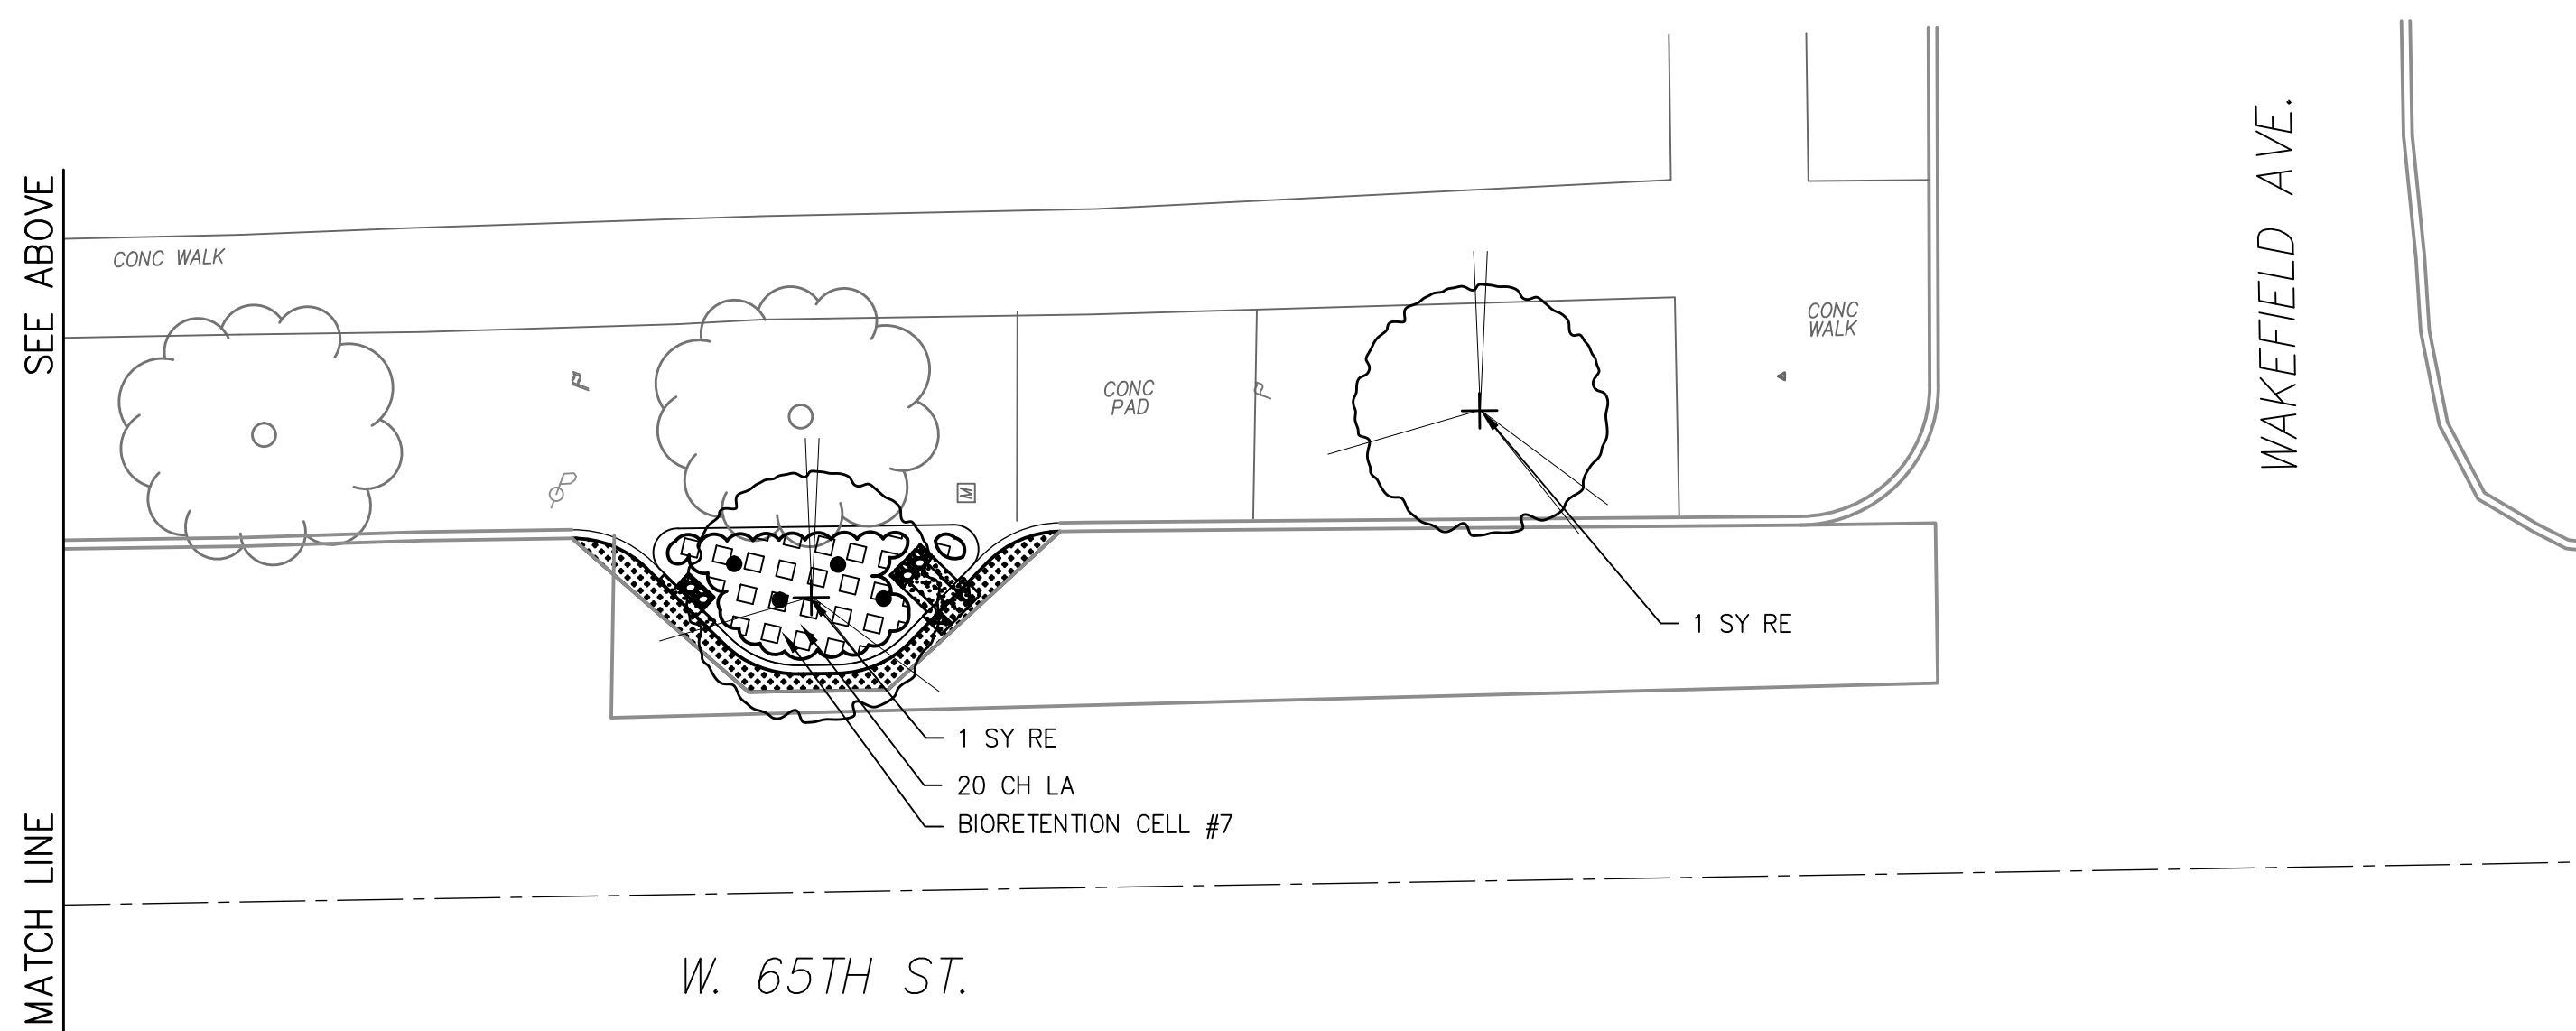 SEE ABOVE
MATCH LINE
CONC WALK
CONC
PAD
CONC
WALK
M
WAKEFIELD AVE.
1 SY RE
1 SY RE
20 CH LA
BIORETENTION CELL #7
W. 65TH ST.